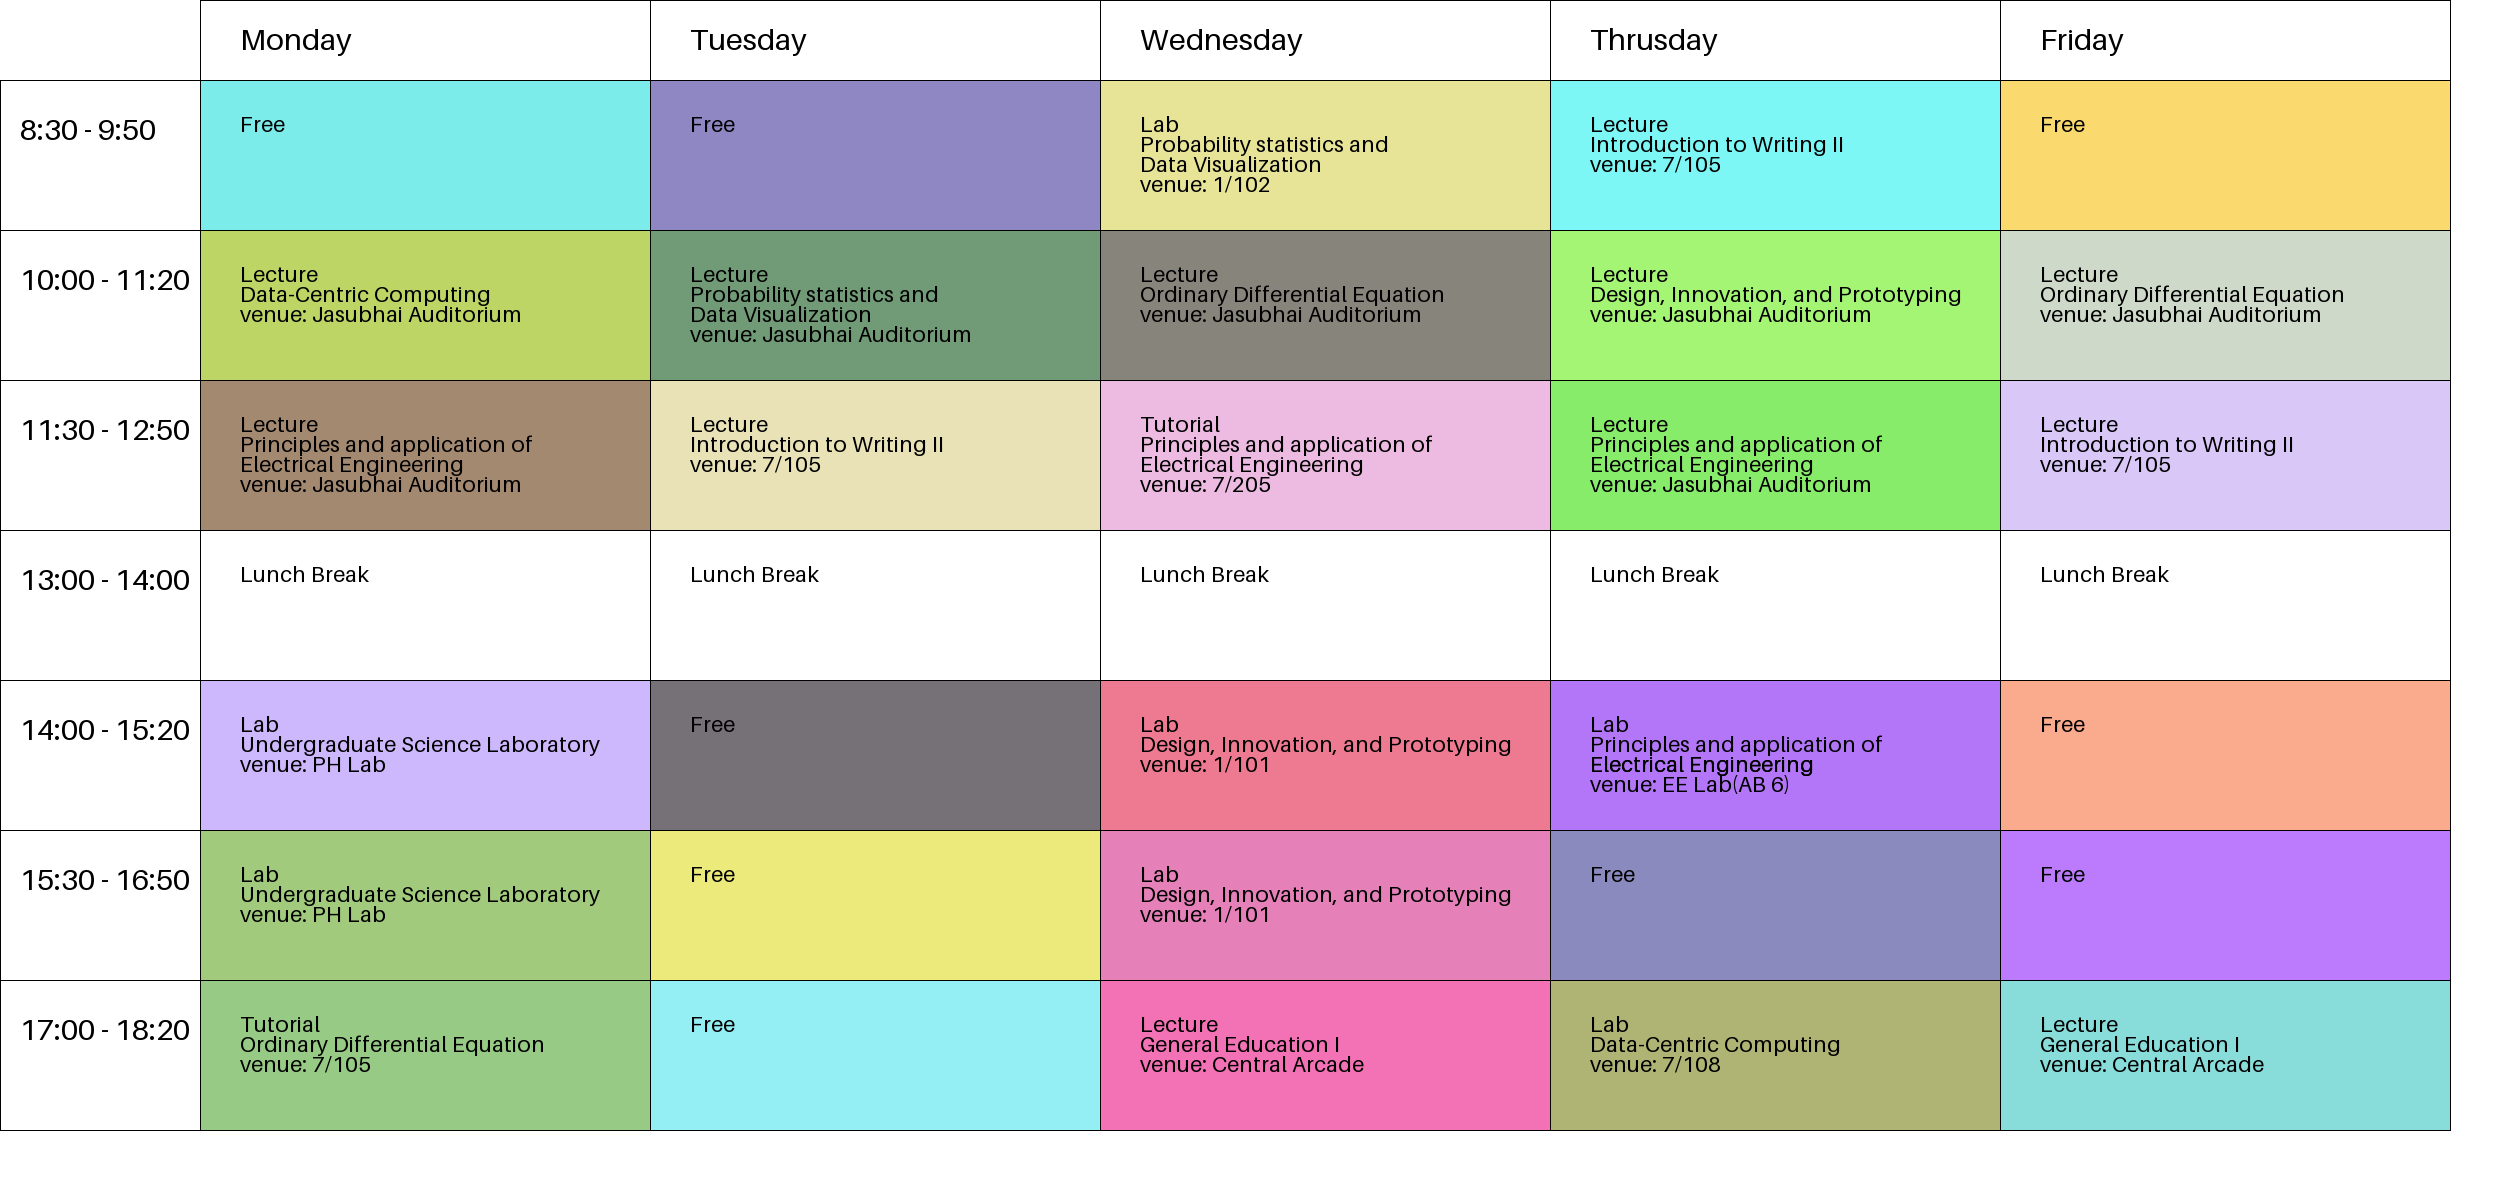 Monday
Tuesday
Wednesday
Thrusday
Friday
8:30 - 9:50
Free
Free
Lab
Probability statistics and
Data Visualization
venue: 1/102
Lecture
Introduction to Writing II
venue: 7/105
Free
10:00 - 11:20
Lecture
Data-Centric Computing
venue: Jasubhai Auditorium
Lecture
Probability statistics and
Data Visualization
venue: Jasubhai Auditorium
Lecture
Ordinary Differential Equation
venue: Jasubhai Auditorium
Lecture
Design, Innovation, and Prototyping
venue: Jasubhai Auditorium
Lecture
Ordinary Differential Equation
venue: Jasubhai Auditorium
11:30 - 12:50
Lecture
Principles and application of
Electrical Engineering
venue: Jasubhai Auditorium
Lecture
Introduction to Writing II
venue: 7/105
Tutorial
Principles and application of
Electrical Engineering
venue: 7/205
Lecture
Principles and application of
Electrical Engineering
venue: Jasubhai Auditorium
Lecture
Introduction to Writing II
venue: 7/105
13:00 - 14:00
Lunch Break
Lunch Break
Lunch Break
Lunch Break
Lunch Break
14:00 - 15:20
Lab
Undergraduate Science Laboratory
venue: PH Lab
Free
Lab
Design, Innovation, and Prototyping
venue: 1/101
Lab
Principles and application of
Electrical Engineering
venue: EE Lab(AB 6)
Free
15:30 - 16:50
Lab
Undergraduate Science Laboratory
venue: PH Lab
Free
Lab
Design, Innovation, and Prototyping
venue: 1/101
Free
Free
17:00 - 18:20
Tutorial
Ordinary Differential Equation
venue: 7/105
Free
Lecture
General Education I
venue: Central Arcade
Lab
Data-Centric Computing
venue: 7/108
Lecture
General Education I
venue: Central Arcade